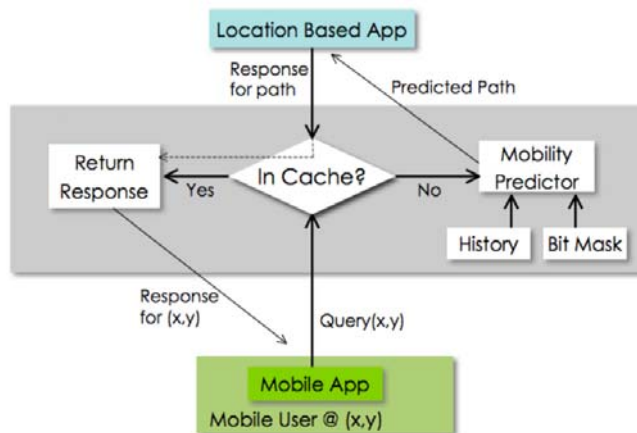 Location Based App
Response
for path
Predicted Path
Return
Response
Yes
In Cache?
No
Mobility
Predictor
History
Bit Mask
Response
for (x,y)
Query(x,y)
Mobile App
Mobile User @ (x,y)